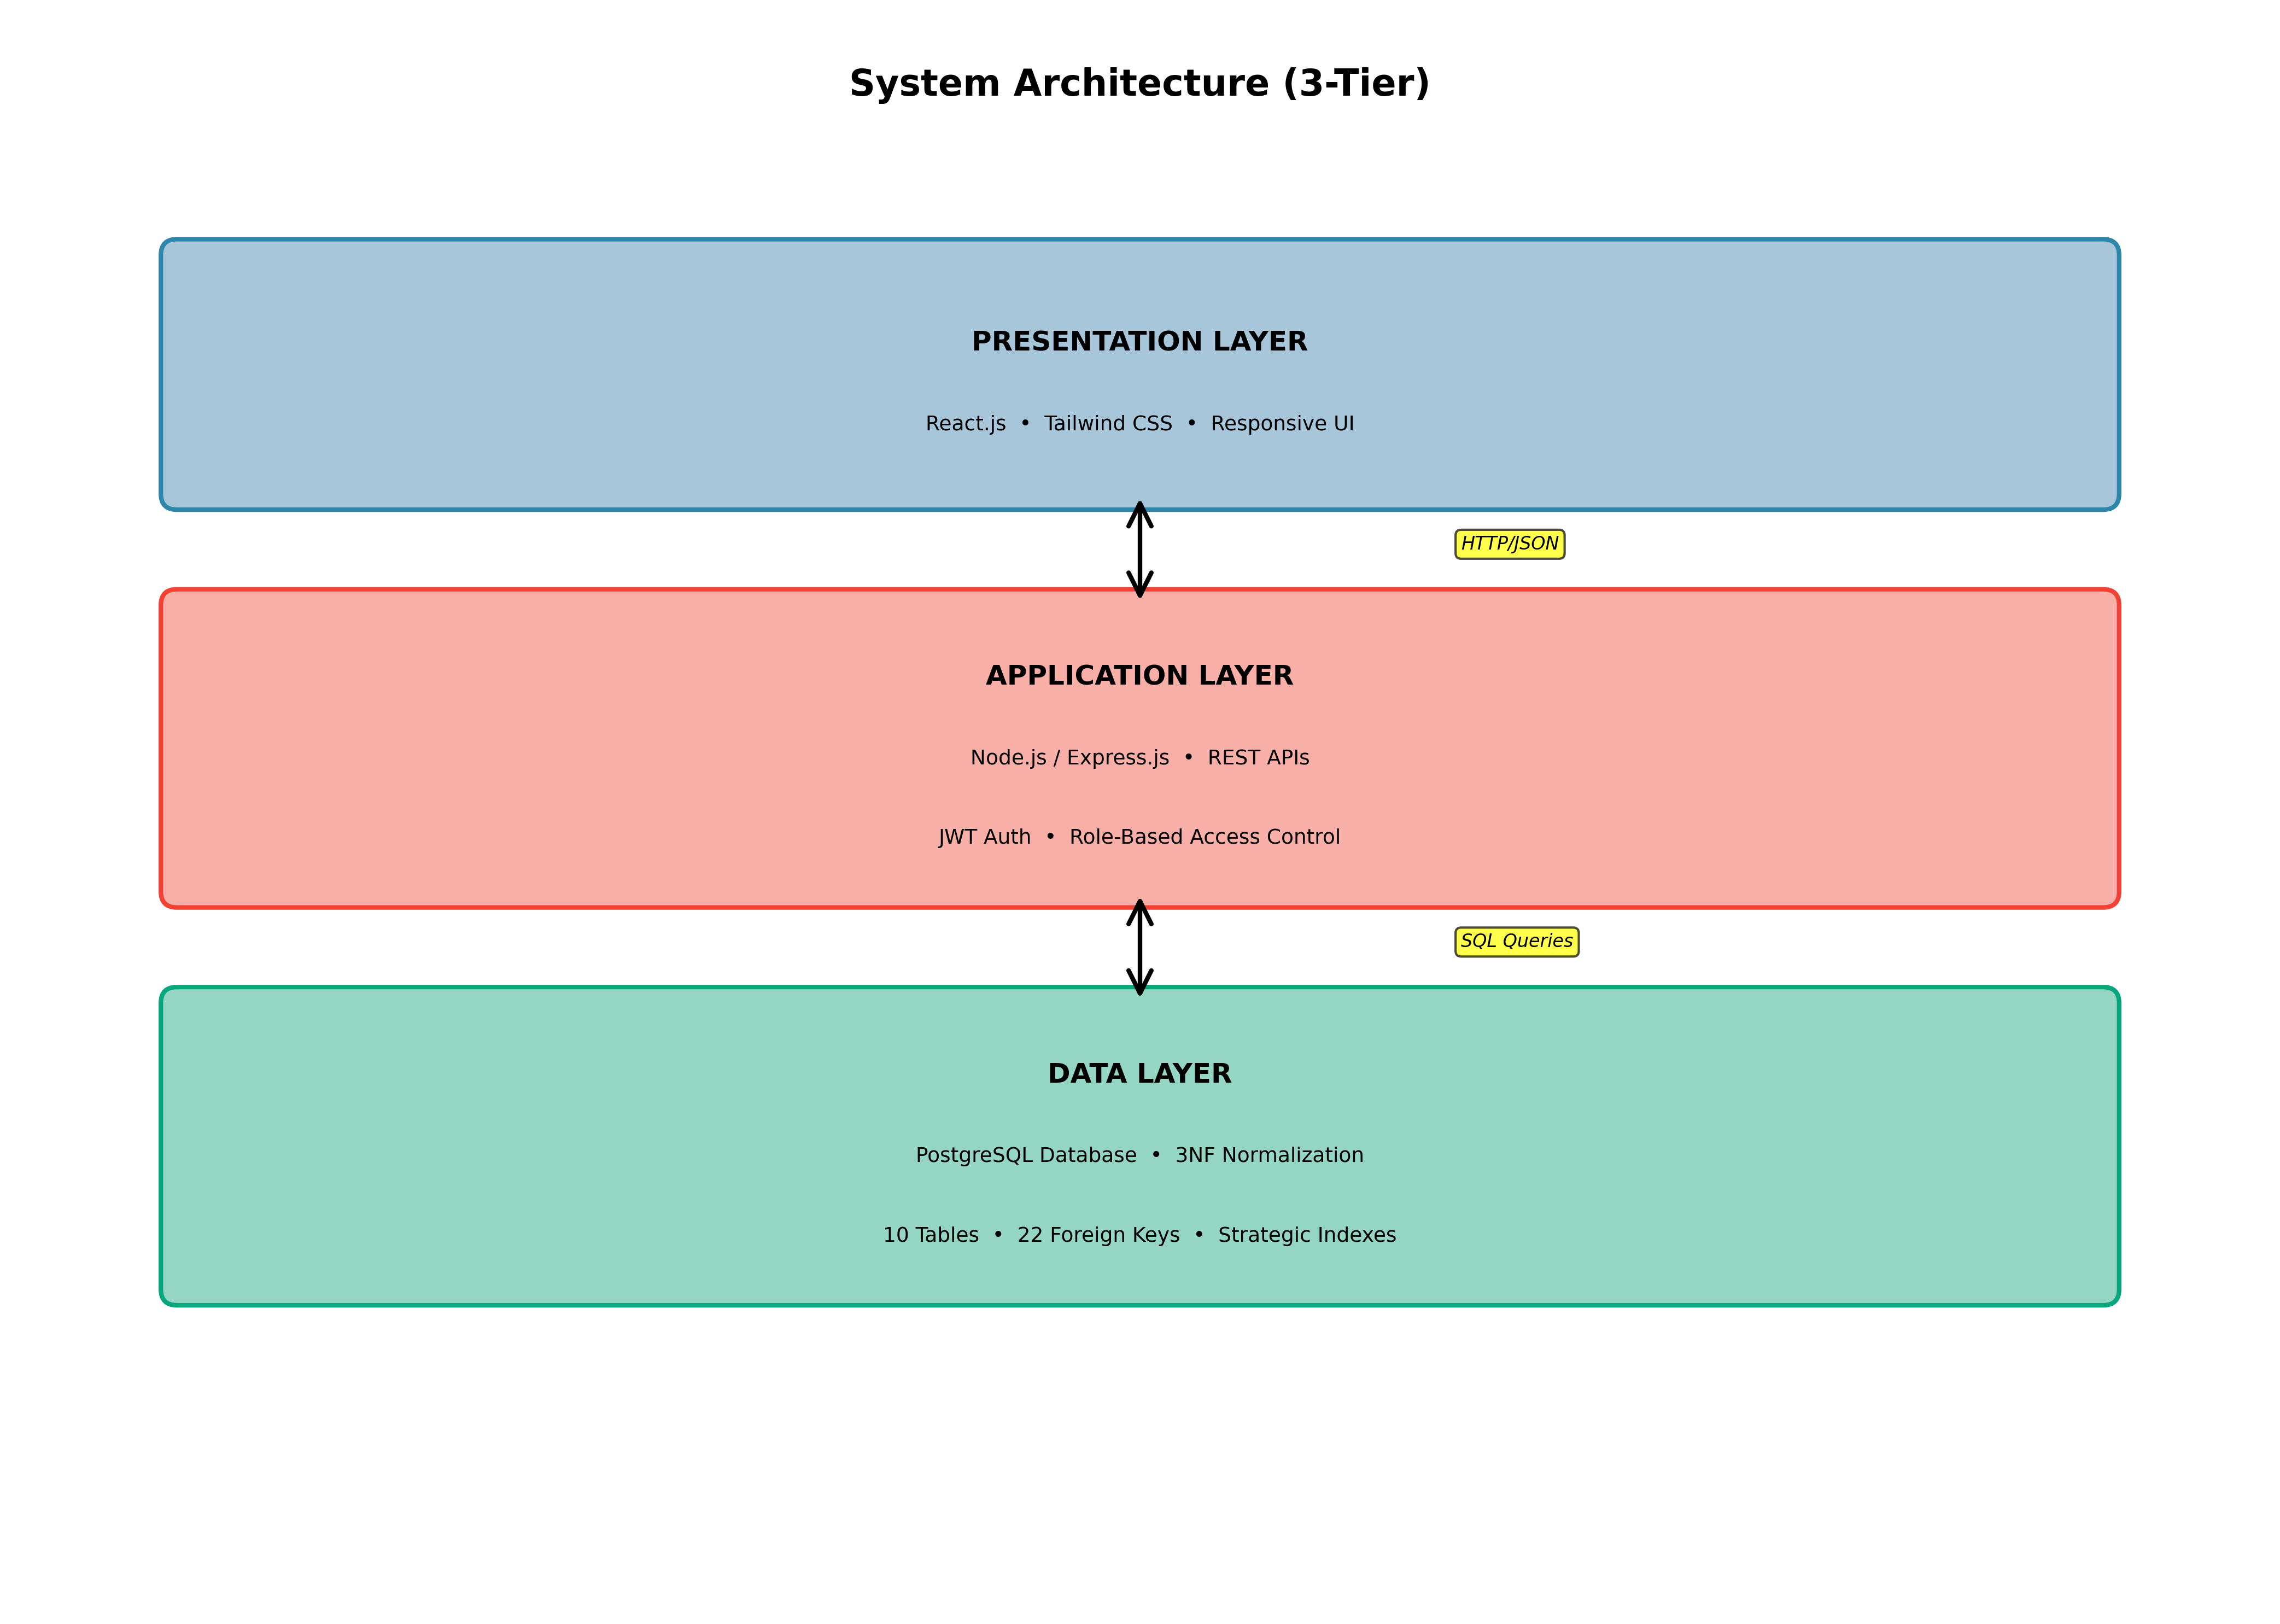 System Architecture (3-Tier)
PRESENTATION LAYER
React.js • Tailwind CSS • Responsive UI
HTTP/JSON
APPLICATION LAYER
Node.js / Express.js • REST APIs
JWT Auth • Role-Based Access Control
SQL Queries
DATA LAYER
PostgreSQL Database • 3NF Normalization
10 Tables • 22 Foreign Keys • Strategic Indexes